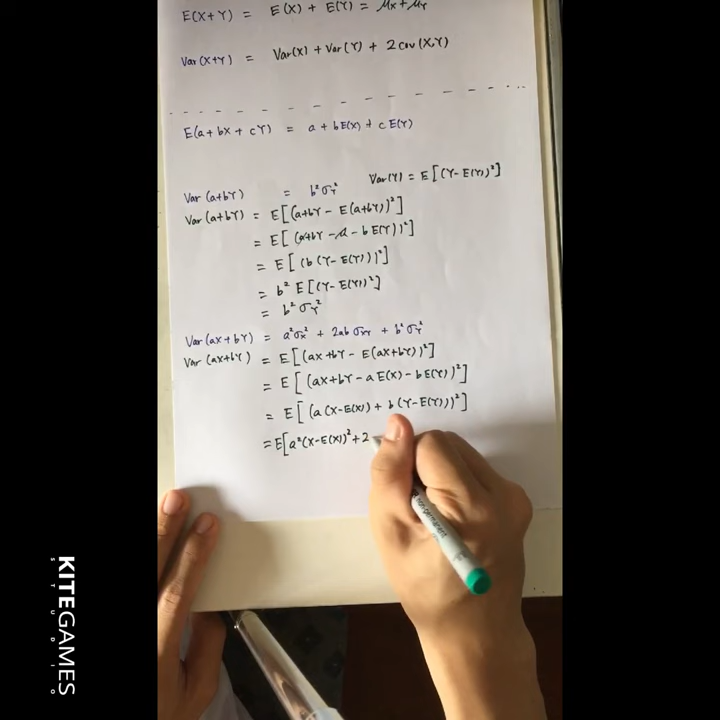 E(X+Y) = E(X) + E(Y) = μx + μY
Var(X+Y) = Var(X) + Var(Y) + 2cov(X,Y)
E(a+bX+cY) = a + bE(X) + cE(Y)
Var(Y) = E[(Y-E(Y))²]
Var(a+bY) = b²σY²
Var(a+bY) = E[(a+bY - E(a+bY))²]
= E[(a+bY - a - bE(Y))²]
= E[(b(Y-E(Y)))²]
= b² E[(Y-E(Y))²]
= b²σY²
Var(aX+bY) = a²σX² + 2abσXY + b²σY²
Var(aX+bY) = E[(aX+bY - E(aX+bY))²]
= E[(aX+bY - aE(X) - bE(Y))²]
= E[(a(X-E(X)) + b(Y-E(Y)))²]
= E[a²(X-E(X))² + 2
KITEGAMES
STUDIO